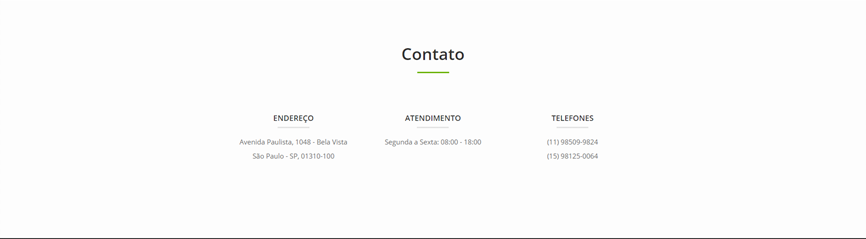 Contato
ENDEREÇO
Avenida Paulista, 1048 - Bela Vista
São Paulo - SP, 01310-100
ATENDIMENTO
Segunda a Sexta: 08:00 - 18:00
TELEFONES
(11) 98509-9824
(15) 98125-0064